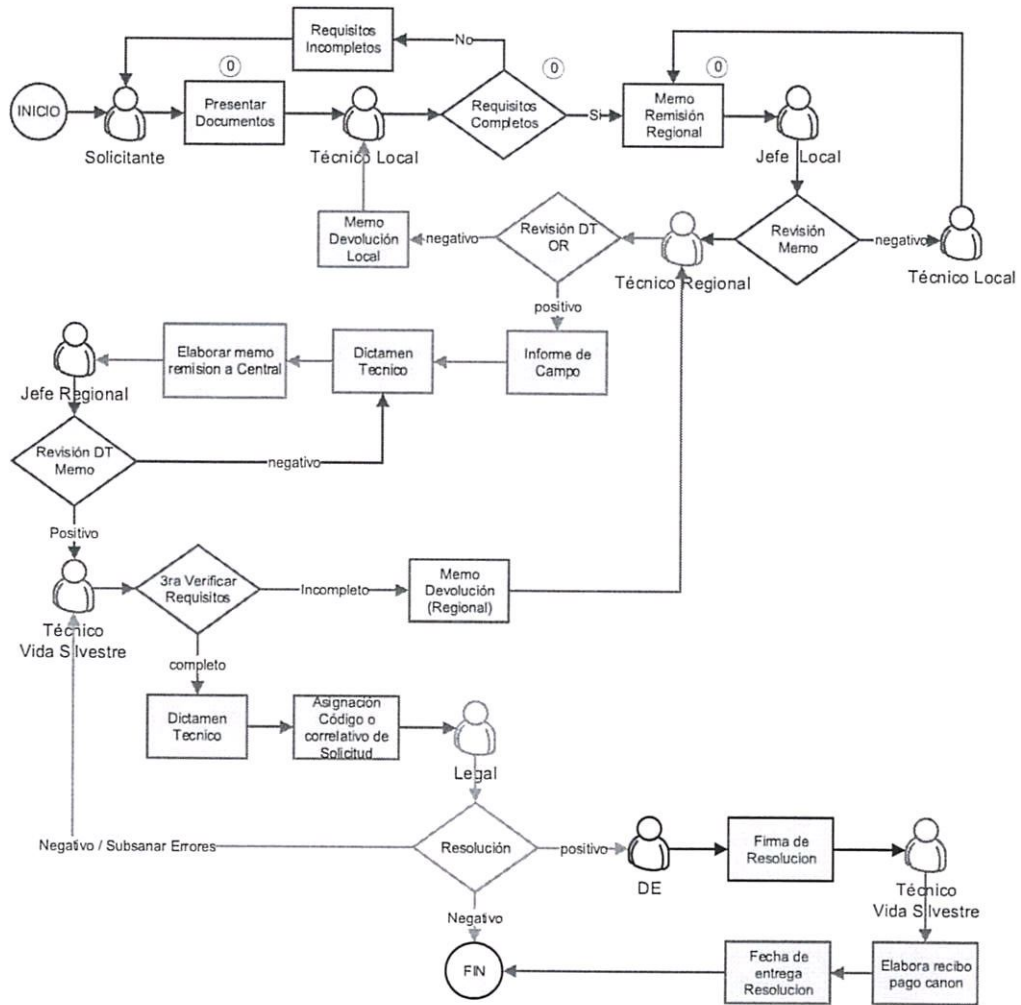 Requisitos
Incompletos
No
0
0
0
INICIO
Presentar
Documentos
Requisitos
Completos
Si
Memo
Remisión
Regional
Solicitante
Técnico Local
Jefe Local
Memo
Devolución
Local
negativo
Revisión DT
OR
Técnico Regional
Revisión
Memo
negativo
Técnico Local
positivo
Elaborar memo
remision a Central
Dictamen
Tecnico
Informe de
Campo
Jefe Regional
Revisión DT
Memo
negativo
Positivo
3ra Verificar
Requisitos
Incompleto
Memo
Devolución
(Regional)
Técnico
Vida Silvestre
completo
Dictamen
Tecnico
Asignación
Código o
correlativo de
Solicitud
Legal
Negativo / Subsanar Errores
Resolución
positivo
DE
Firma de
Resolucion
Técnico
Vida Silvestre
Negativo
FIN
Fecha de
entrega
Resolucion
Elabora recibo
pago canon